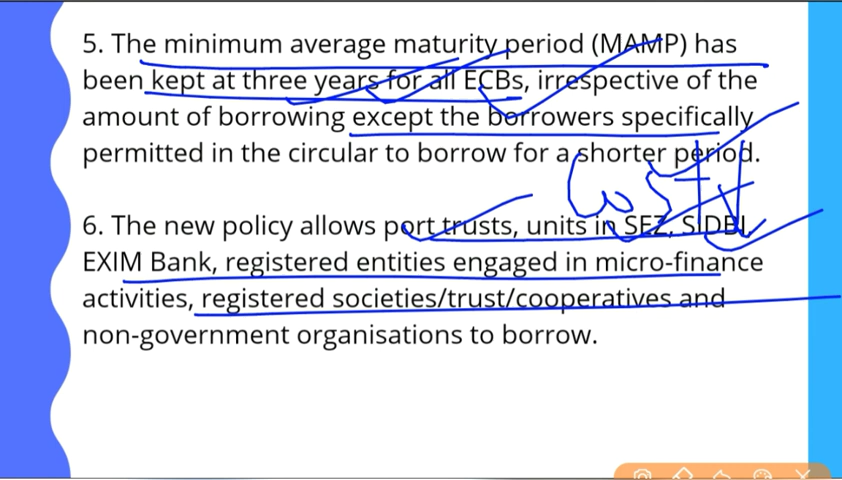 5. The minimum average maturity period (MAMP) has
been kept at three years for all ECBs, irrespective of the
amount of borrowing except the borrowers specifically
permitted in the circular to borrow for a shorter period.
Cost
6. The new policy allows port trusts, units in SEZ, SIDBI,
EXIM Bank, registered entities engaged in micro-finance
activities, registered societies/trust/cooperatives and
non-government organisations to borrow.